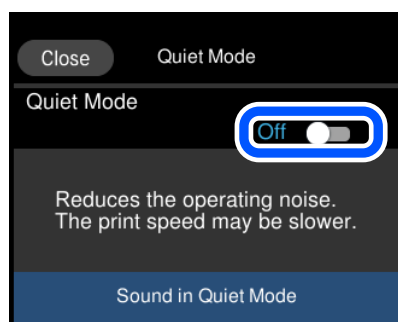 Close Quiet Mode
Quiet Mode
Off
Reduces the operating noise.
The print speed may be slower.
Sound in Quiet Mode